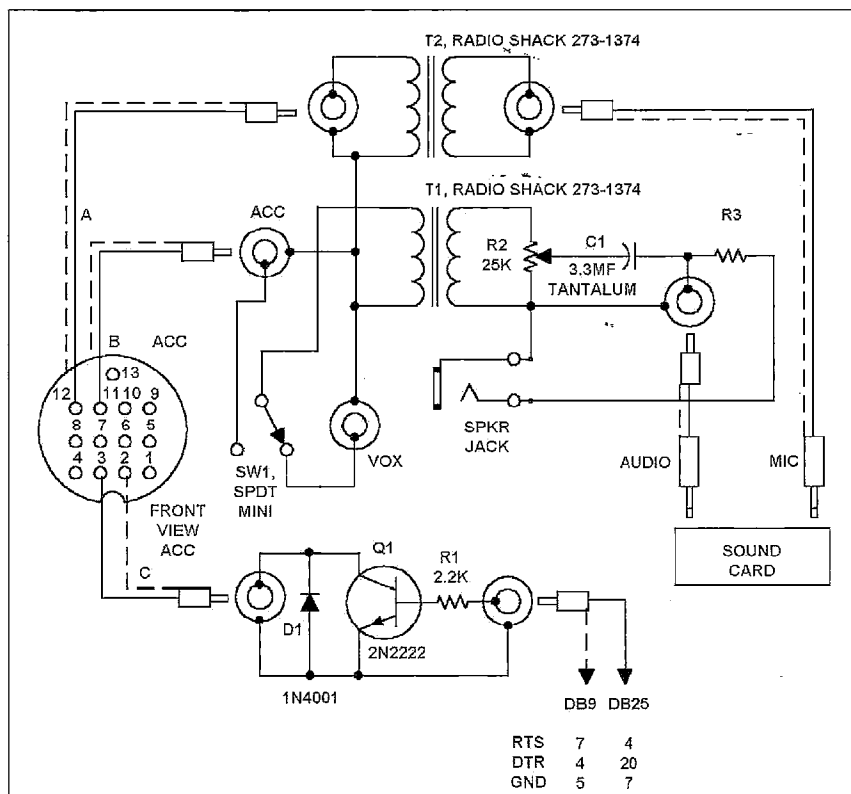 T2, RADIO SHACK 273-1374
T1, RADIO SHACK 273-1374
A
ACC
R3
R2
25K
C1
3.3MF
TANTALUM
B
ACC
13
12
11 10 9
8 7 6 5
4 3 2 1
SPKR
JACK
VOX
SW1,
SPDT
MINI
AUDIO
MIC
FRONT
VIEW
ACC
SOUND
CARD
C
Q1
R1
2.2K
D1
2N2222
1N4001
DB9 DB25
RTS 7 4
DTR 4 20
GND 5 7